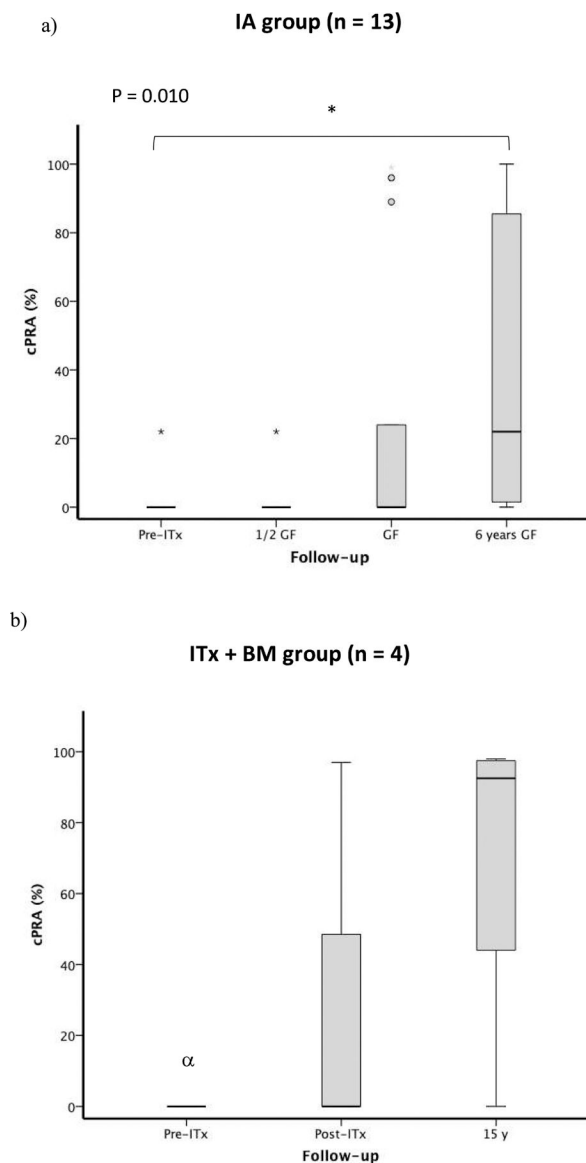 a)
IA group (n = 13)
P = 0.010
*
100
80
60
40
20
0
cPRA (%)
*
*
Pre-ITx 1/2 GF GF 6 years GF
Follow-up
b)
ITx + BM group (n = 4)
100
80
60
40
20
0
cPRA (%)
α
Pre-ITx Post-ITx 15 y
Follow-up